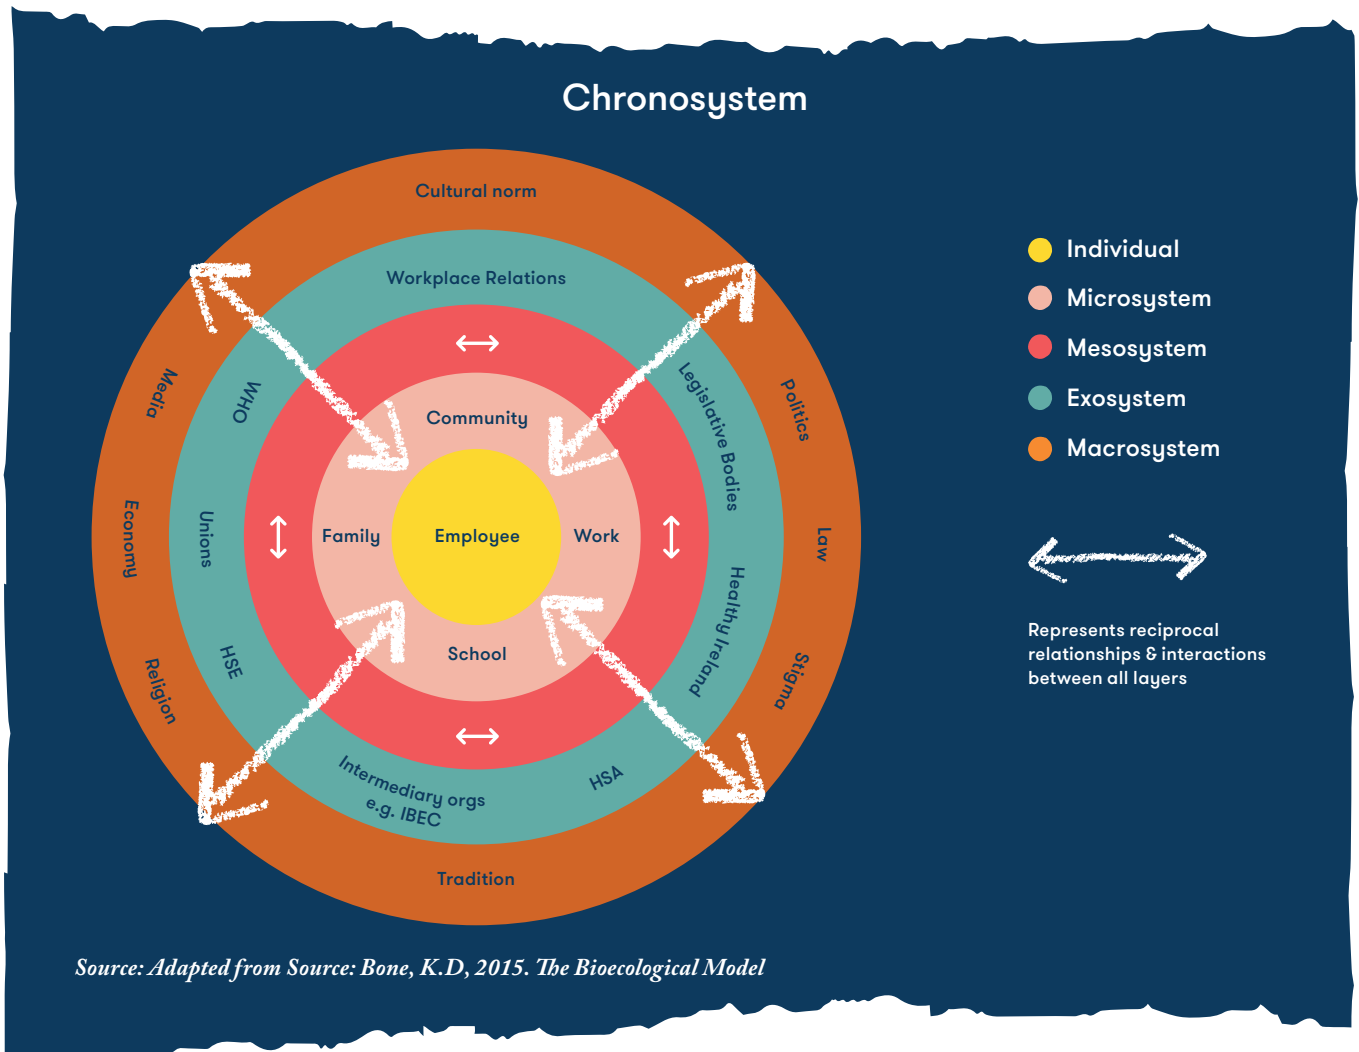 Chronosystem
Cultural norm
Workplace Relations
Media
WHO
Community
Legislative Bodies
Politics
Economy
Unions
Family
Employee
Work
Law
Religion
HSE
School
Healthy Ireland
Stigma
Intermediary orgs
e.g. IBEC
HSA
Tradition
Individual
Microsystem
Mesosystem
Exosystem
Macrosystem
Represents reciprocal
relationships & interactions
between all layers
Source: Adapted from Source: Bone, K.D, 2015. The Bioecological Model